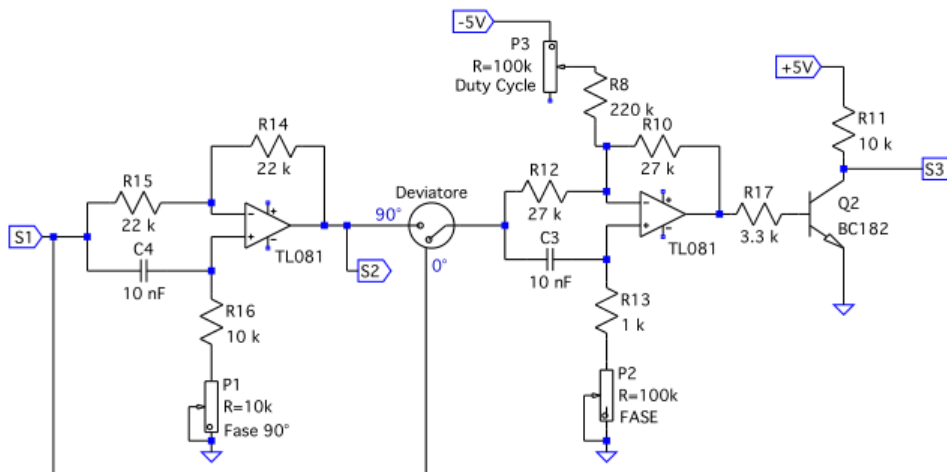 -5V
P3
R=100k
Duty Cycle
R8
220 k
+5V
R11
10 k
R14
22 k
R10
27 k
R15
22 k
R12
27 k
Deviatore
90°
0°
S1
S2
S3
C4
10 nF
-
+
+
-
TL081
C3
10 nF
-
+
+
-
TL081
R17
3.3 k
Q2
BC182
R16
10 k
R13
1 k
P1
R=10k
Fase 90°
P2
R=100k
FASE